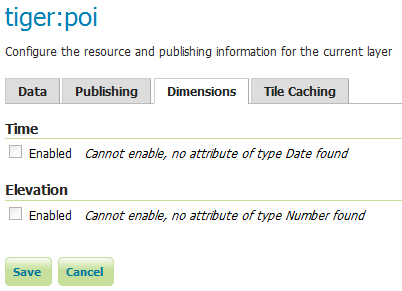 tiger:poi
Configure the resource and publishing information for the current layer
Data Publishing Dimensions Tile Caching
Time
Enabled Cannot enable, no attribute of type Date found
Elevation
Enabled Cannot enable, no attribute of type Number found
Save Cancel